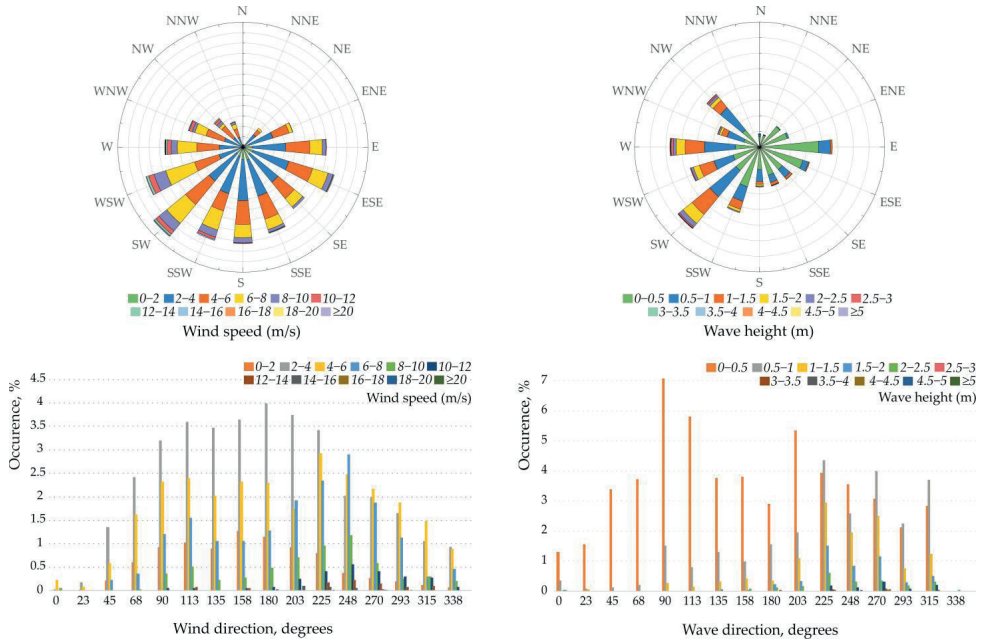 N
NNE
NE
ENE
E
ESE
SE
SSE
S
SSW
SW
WSW
W
WNW
NW
NNW
0–2 2–4 4–6 6–8 8–10 10–12
12–14 14–16 16–18 18–20 ≥20
Wind speed (m/s)
N
NNE
NE
ENE
E
ESE
SE
SSE
S
SSW
SW
WSW
W
WNW
NW
NNW
0–0.5 0.5–1 1–1.5 1.5–2 2–2.5 2.5–3
3–3.5 3.5–4 4–4.5 4.5–5 ≥5
Wave height (m)
0–2 2–4 4–6 6–8 8–10 10–12
12–14 14–16 16–18 18–20 ≥20
Wind speed (m/s)
Occurence, %
4.5
4
3.5
3
2.5
2
1.5
1
0.5
0
0 23 45 68 90 113 135 158 180 203 225 248 270 293 315 338
Wind direction, degrees
0–0.5 0.5–1 1–1.5 1.5–2 2–2.5 2.5–3
3–3.5 3.5–4 4–4.5 4.5–5 ≥5
Wave height (m)
Occurence, %
7
6
5
4
3
2
1
0
0 23 45 68 90 113 135 158 180 203 225 248 270 293 315 338
Wave direction, degrees